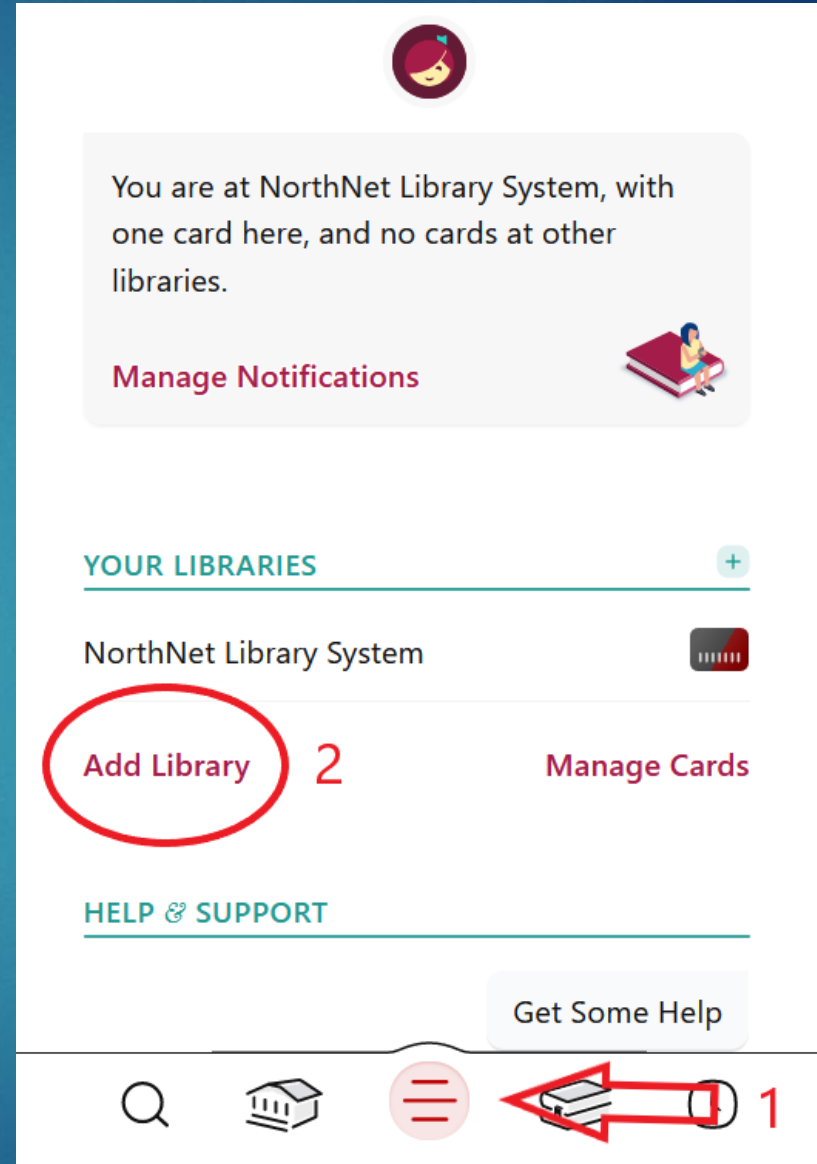 You are at NorthNet Library System, with
one card here, and no cards at other
libraries.
Manage Notifications
YOUR LIBRARIES +
NorthNet Library System
Add Library 2 Manage Cards
HELP & SUPPORT
Get Some Help
1